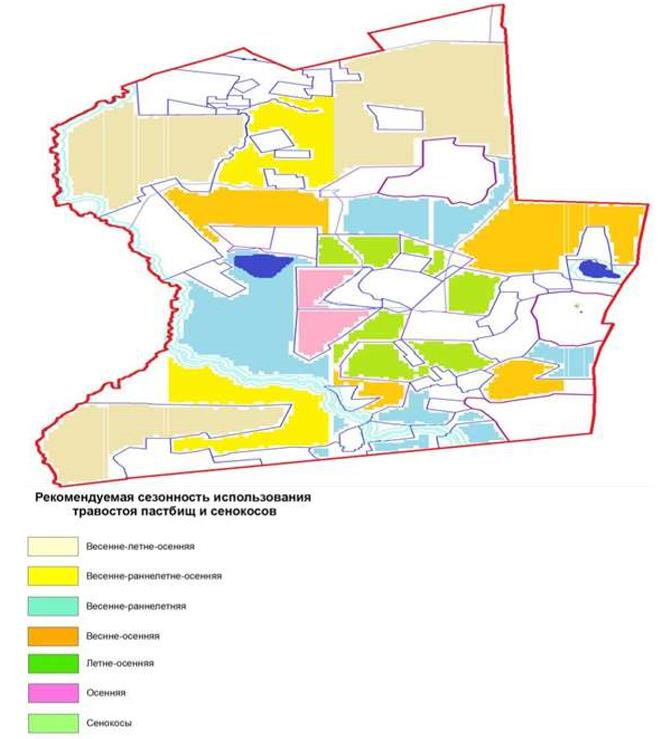 Рекомендуемая сезонность использования
травостоя пастбищ и сенокосов
Весенне-летне-осенняя
Весенне-раннелетне-осенняя
Весенне-раннелетняя
Веснне-осенняя
Летне-осенняя
Осенняя
Сенокосы